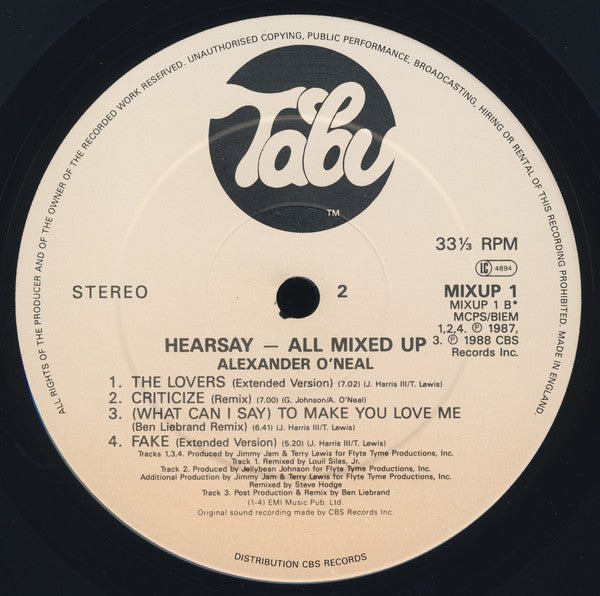 ALL RIGHTS OF THE PRODUCER AND OF THE OWNER OF THE RECORDED WORK RESERVED. UNAUTHORISED COPYING, PUBLIC PERFORMANCE, BROADCASTING, HIRING OR RENTAL OF THIS RECORDING PROHIBITED. MADE IN ENGLAND.
Tabu
TM
33⅓ RPM
LC 4894
STEREO
2
MIXUP 1
MIXUP 1 B*
MCPS/BIEM
1,2,4. ℗ 1987,
3. ℗ 1988 CBS
Records Inc.
HEARSAY – ALL MIXED UP
ALEXANDER O'NEAL
1. THE LOVERS (Extended Version) (7.02) (J. Harris III/T. Lewis)
2. CRITICIZE (Remix) (7.00) (G. Johnson/A. O'Neal)
3. (WHAT CAN I SAY) TO MAKE YOU LOVE ME
(Ben Liebrand Remix) (6.41) (J. Harris III/T. Lewis)
4. FAKE (Extended Version) (5.20) (J. Harris III/T. Lewis)
Tracks 1,3,4. Produced by Jimmy Jam & Terry Lewis for Flyte Tyme Productions, Inc.
Track 1. Remixed by Louil Silas, Jr.
Track 2. Produced by Jellybean Johnson for Flyte Tyme Productions, Inc.
Additional Production by Jimmy Jam & Terry Lewis for Flyte Tyme Productions, Inc.
Remixed by Steve Hodge
Track 3. Post Production & Remix by Ben Liebrand
(1-4) EMI Music Pub. Ltd.
Original sound recording made by CBS Records Inc.
DISTRIBUTION CBS RECORDS